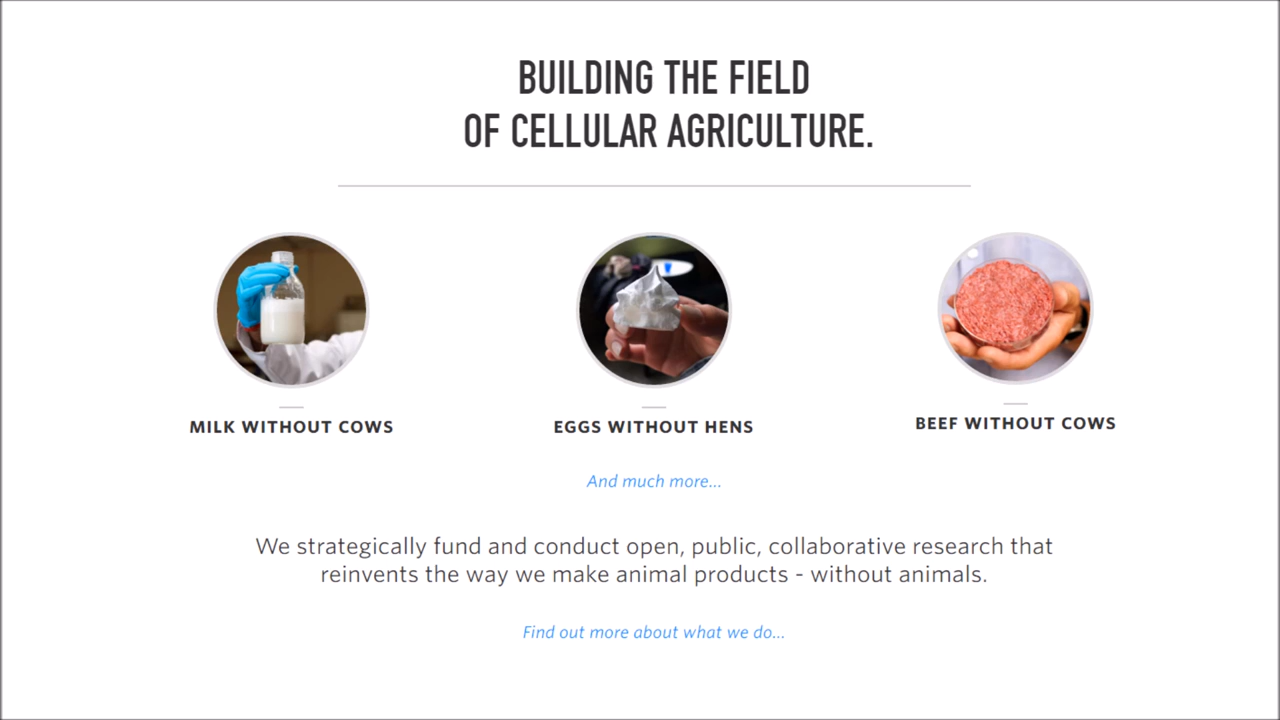 BUILDING THE FIELD
OF CELLULAR AGRICULTURE.
MILK WITHOUT COWS
EGGS WITHOUT HENS
BEEF WITHOUT COWS
And much more...
We strategically fund and conduct open, public, collaborative research that
reinvents the way we make animal products - without animals.
Find out more about what we do...